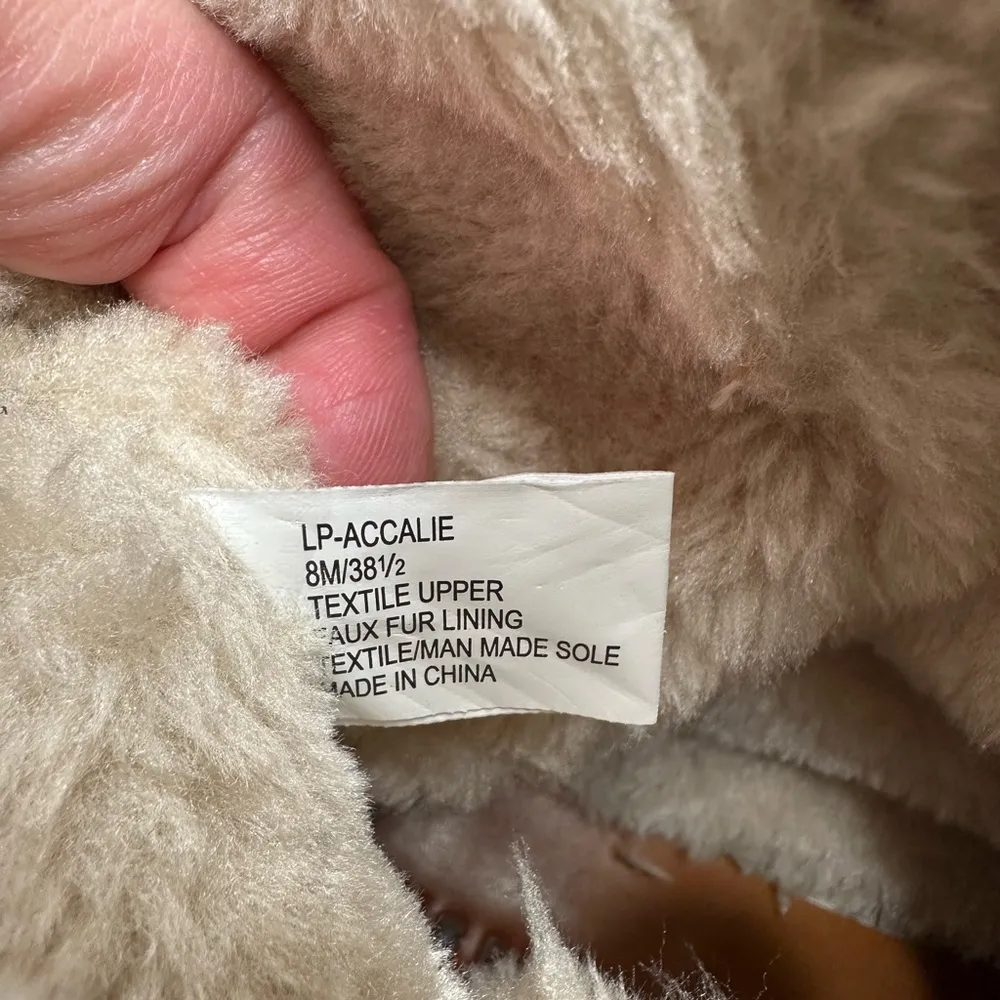 LP-ACCALIE
8M/38½
TEXTILE UPPER
FAUX FUR LINING
TEXTILE/MAN MADE SOLE
MADE IN CHINA